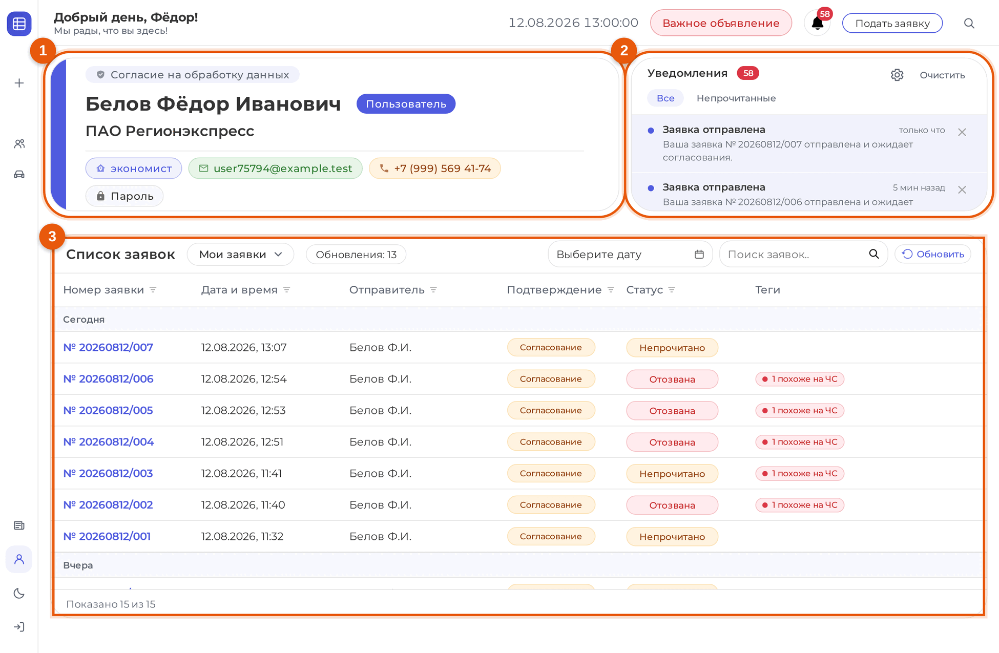 Добрый день, Фёдор!
Мы рады, что вы здесь!
12.08.2026 13:00:00
Важное объявление
58
Подать заявку
1
Согласие на обработку данных
Белов Фёдор Иванович
Пользователь
ПАО Регионэкспресс
экономист
user75794@example.test
+7 (999) 569 41-74
Пароль
2
Уведомления
58
Очистить
Все
Непрочитанные
Заявка отправлена
только что
Ваша заявка № 20260812/007 отправлена и ожидает
согласования.
Заявка отправлена
5 мин назад
Ваша заявка № 20260812/006 отправлена и ожидает
3
Список заявок
Мои заявки
Обновления: 13
Выберите дату
Поиск заявок..
Обновить
Номер заявки
Дата и время
Отправитель
Подтверждение
Статус
Теги
Сегодня
№ 20260812/007
12.08.2026, 13:07
Белов Ф.И.
Согласование
Непрочитано
№ 20260812/006
12.08.2026, 12:54
Белов Ф.И.
Согласование
Отозвана
1 похоже на ЧС
№ 20260812/005
12.08.2026, 12:53
Белов Ф.И.
Согласование
Отозвана
1 похоже на ЧС
№ 20260812/004
12.08.2026, 12:51
Белов Ф.И.
Согласование
Отозвана
1 похоже на ЧС
№ 20260812/003
12.08.2026, 11:41
Белов Ф.И.
Согласование
Непрочитано
1 похоже на ЧС
№ 20260812/002
12.08.2026, 11:40
Белов Ф.И.
Согласование
Отозвана
1 похоже на ЧС
№ 20260812/001
12.08.2026, 11:32
Белов Ф.И.
Согласование
Непрочитано
Вчера
Показано 15 из 15